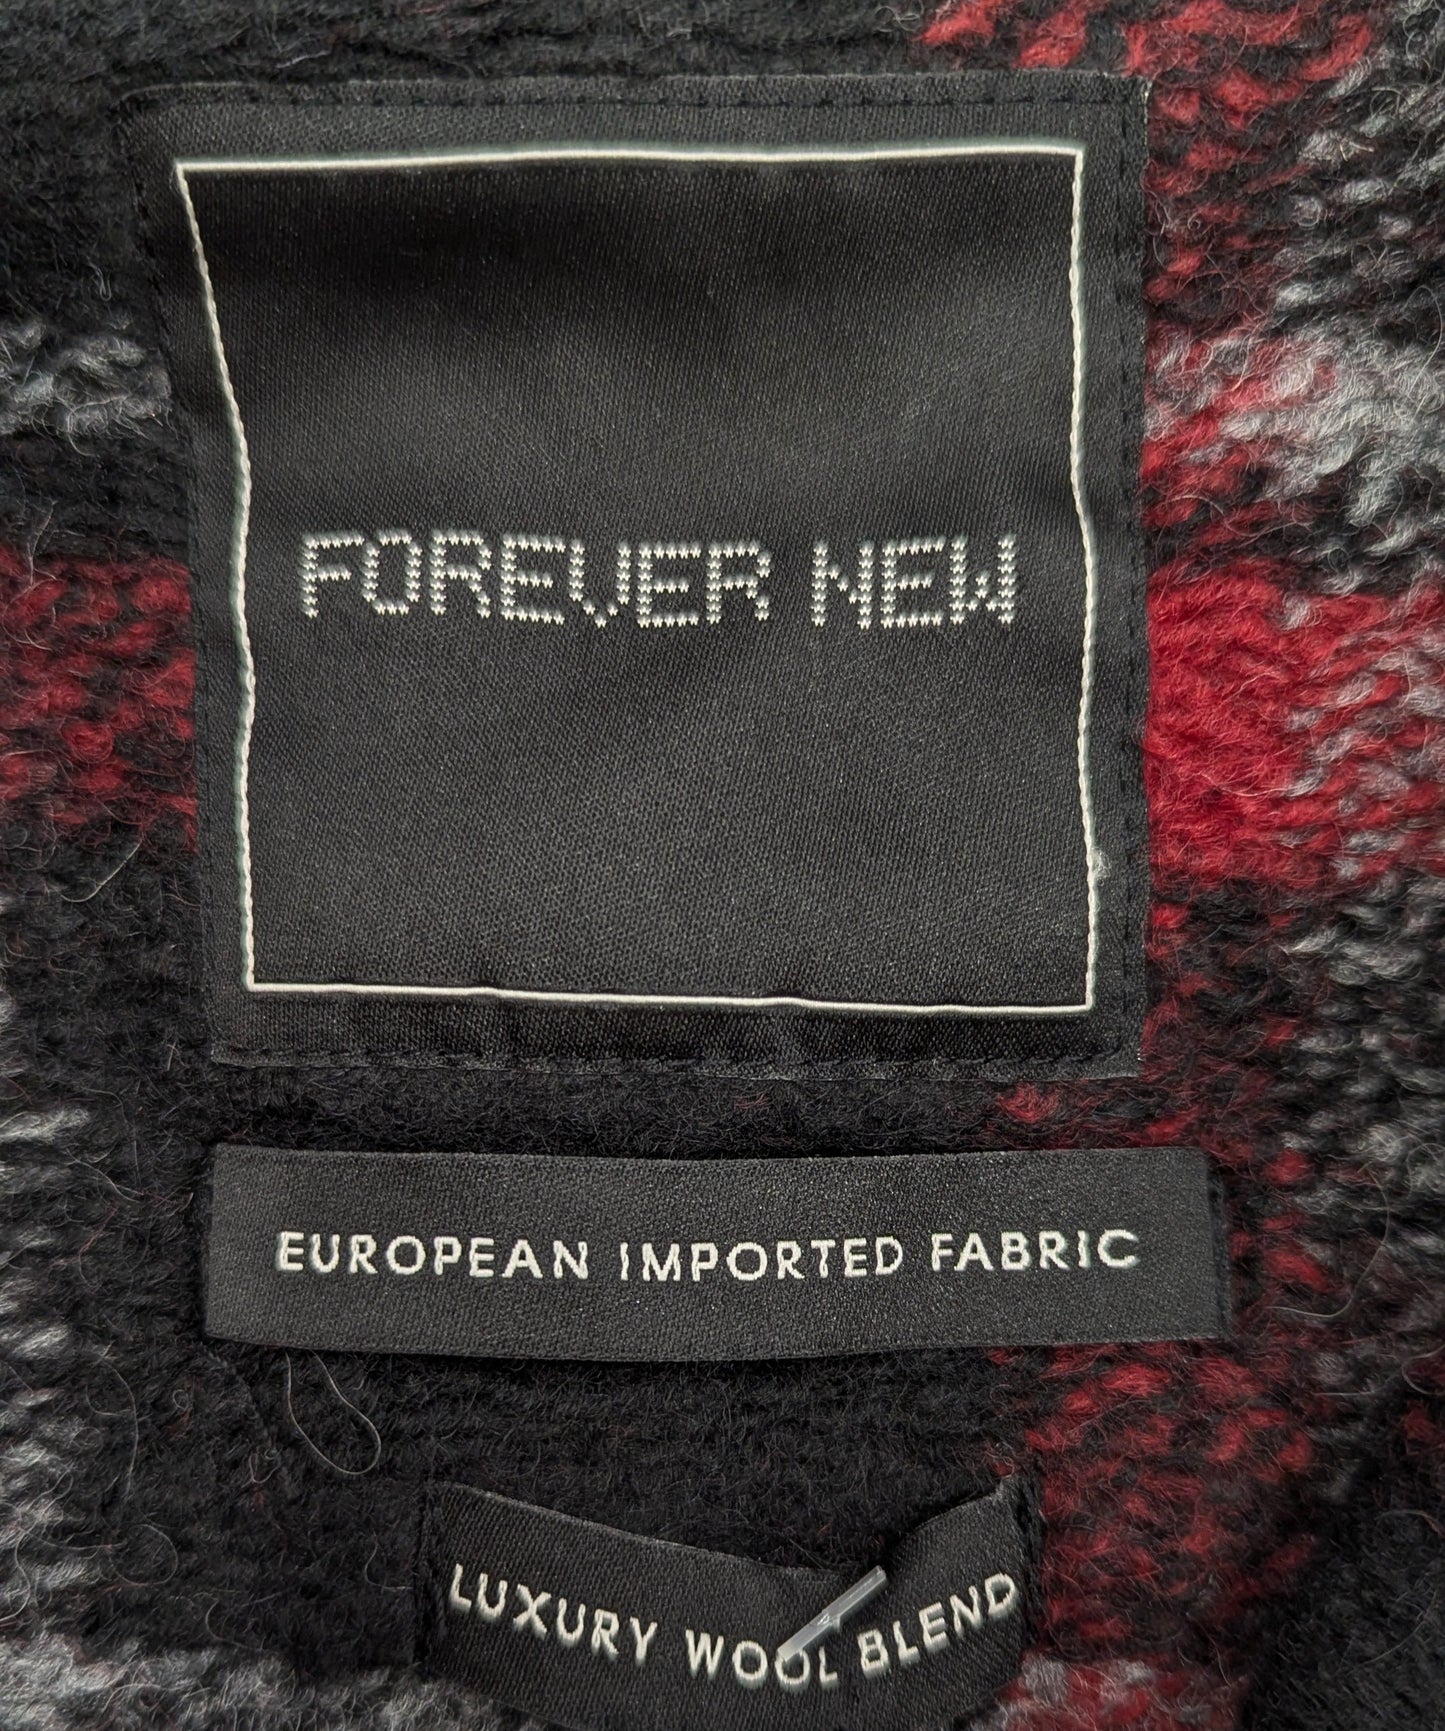 FOREVER NEW
EUROPEAN IMPORTED FABRIC
LUXURY WOOL BLEND